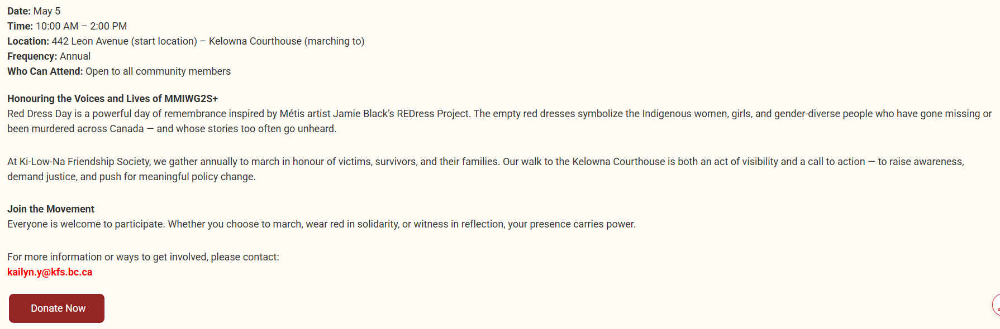 Date: May 5
Time: 10:00 AM – 2:00 PM
Location: 442 Leon Avenue (start location) – Kelowna Courthouse (marching to)
Frequency: Annual
Who Can Attend: Open to all community members
Honouring the Voices and Lives of MMIWG2S+
Red Dress Day is a powerful day of remembrance inspired by Métis artist Jamie Black’s REDress Project. The empty red dresses symbolize the Indigenous women, girls, and gender-diverse people who have gone missing or
been murdered across Canada — and whose stories too often go unheard.
At Ki-Low-Na Friendship Society, we gather annually to march in honour of victims, survivors, and their families. Our walk to the Kelowna Courthouse is both an act of visibility and a call to action — to raise awareness,
demand justice, and push for meaningful policy change.
Join the Movement
Everyone is welcome to participate. Whether you choose to march, wear red in solidarity, or witness in reflection, your presence carries power.
For more information or ways to get involved, please contact:
kailyn.y@kfs.bc.ca
Donate Now